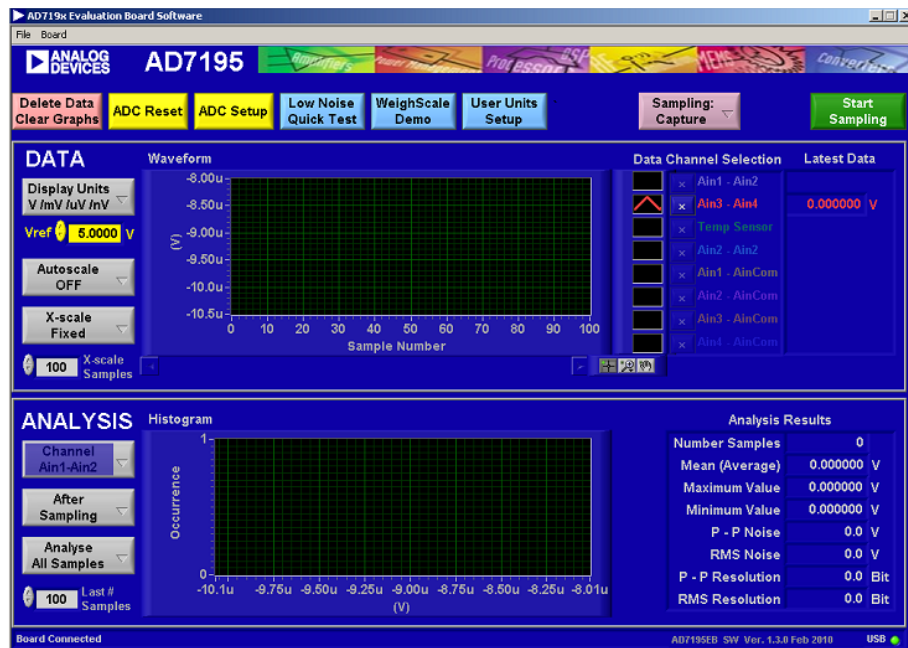 AD719x Evaluation Board Software
File Board
ANALOG
DEVICES
AD7195
Amplifiers
Power Management
Processor
DSP
MEMS
Converters
Delete Data
Clear Graphs
ADC Reset
ADC Setup
Low Noise
Quick Test
WeighScale
Demo
User Units
Setup
Sampling:
Capture
Start
Sampling
DATA
Display Units
V /mV /uV /nV
Vref 5.0000 V
Autoscale
OFF
X-scale
Fixed
100 X-scale
Samples
Waveform
-8.00u
-8.50u
-9.00u
-9.50u
-10.0u
-10.5u
(V)
0 10 20 30 40 50 60 70 80 90 100
Sample Number
Data Channel Selection Latest Data
Ain1 - Ain2
Ain3 - Ain4 0.000000 V
Temp Sensor
Ain2 - Ain2
Ain1 - AinCom
Ain2 - AinCom
Ain3 - AinCom
Ain4 - AinCom
ANALYSIS
Channel
Ain1-Ain2
After
Sampling
Analyse
All Samples
100 Last #
Samples
Histogram
1
0
Occurrence
-10.1u -9.75u -9.50u -9.25u -9.00u -8.75u -8.50u -8.25u -8.01u
(V)
Analysis Results
Number Samples 0
Mean (Average) 0.000000 V
Maximum Value 0.000000 V
Minimum Value 0.000000 V
P - P Noise 0.0 V
RMS Noise 0.0 V
P - P Resolution 0.0 Bit
RMS Resolution 0.0 Bit
Board Connected
AD7195EB SW Ver. 1.3.0 Feb 2010 USB